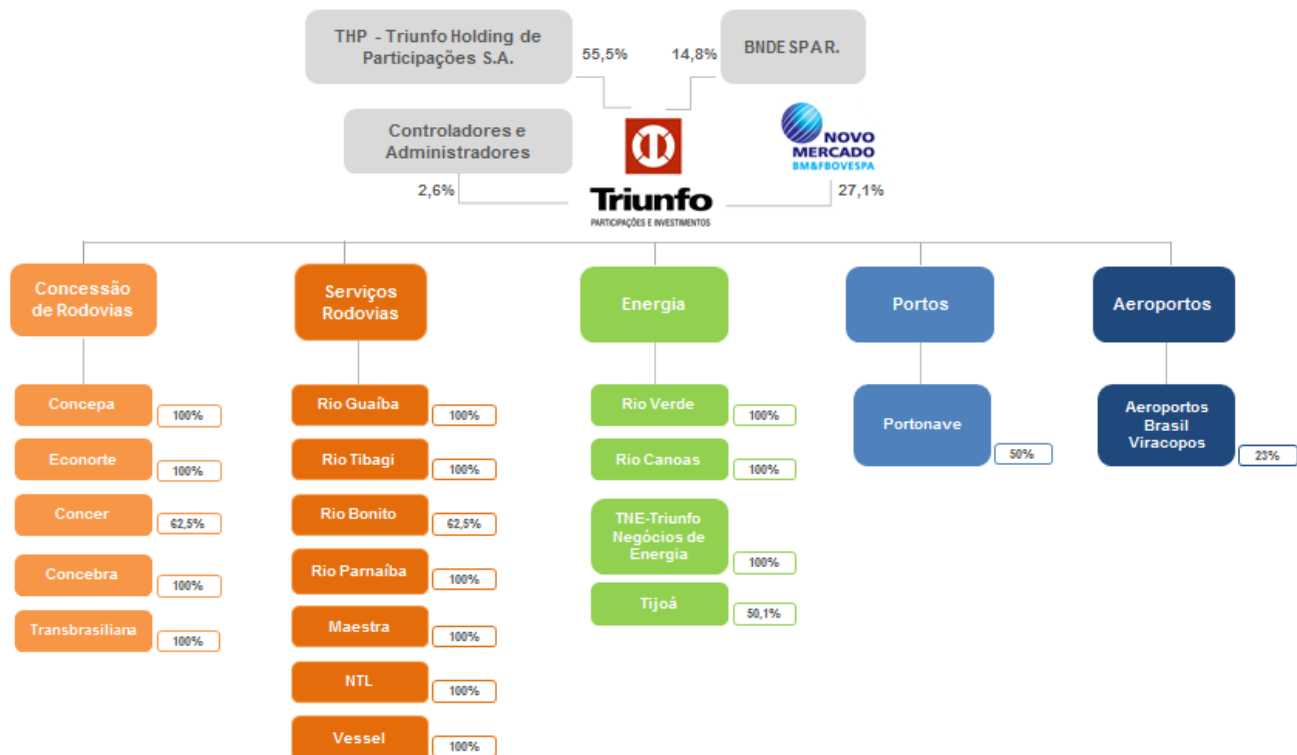 THP - Triunfo Holding de
Participações S.A.
55,5%
14,8%
BNDESPAR.
Controladores e
Administradores
2,6%
NOVO
MERCADO
BM&FBOVESPA
27,1%
Triunfo
PARTICIPAÇÕES E INVESTIMENTOS
Concessão
de Rodovias
Serviços
Rodovias
Energia
Portos
Aeroportos
Concepa
100%
Econorte
100%
Concer
62,5%
Concebra
100%
Transbrasiliana
100%
Rio Guaíba
100%
Rio Tibagi
100%
Rio Bonito
62,5%
Rio Parnaíba
100%
Maestra
100%
NTL
100%
Vessel
100%
Rio Verde
100%
Rio Canoas
100%
TNE-Triunfo
Negócios de
Energia
100%
Tijoá
50,1%
Portonave
50%
Aeroportos
Brasil
Viracopos
23%